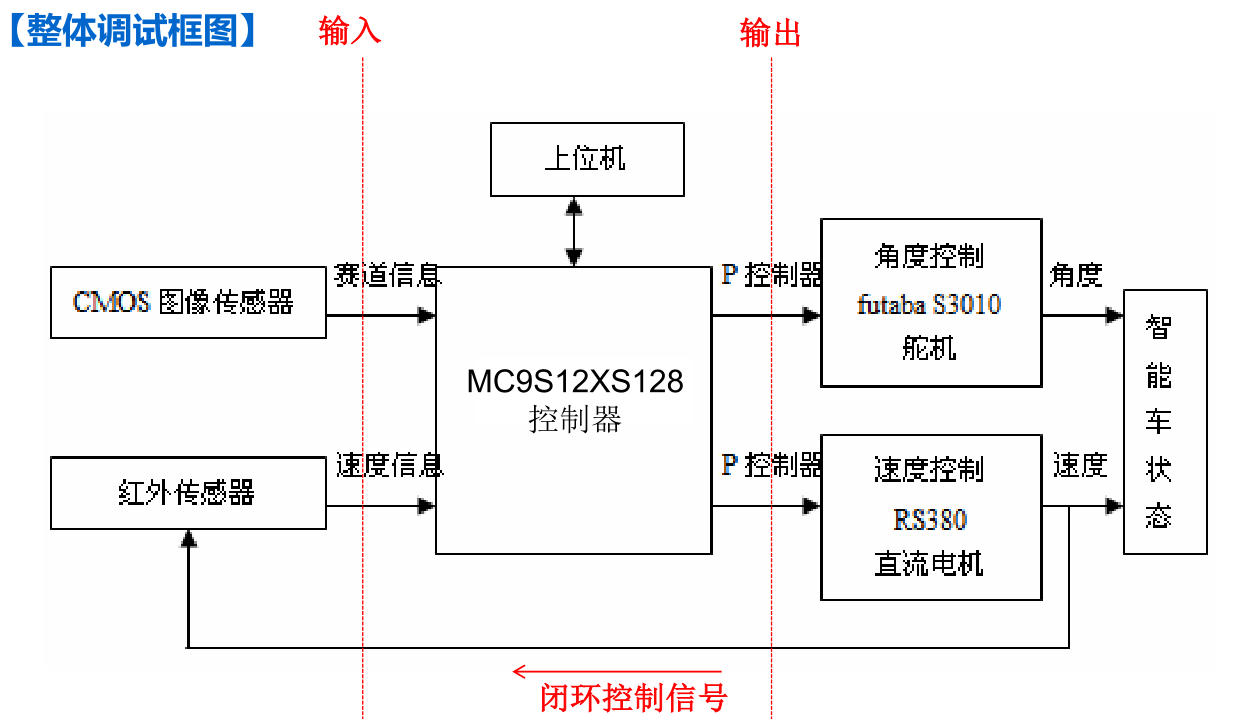 【整体调试框图】
输入
输出
上位机
CMOS 图像传感器
赛道信息
MC9S12XS128
控制器
P 控制器
角度控制
futaba S3010
舵机
角度
红外传感器
速度信息
P 控制器
速度控制
RS380
直流电机
速度
智
能
车
状
态
闭环控制信号